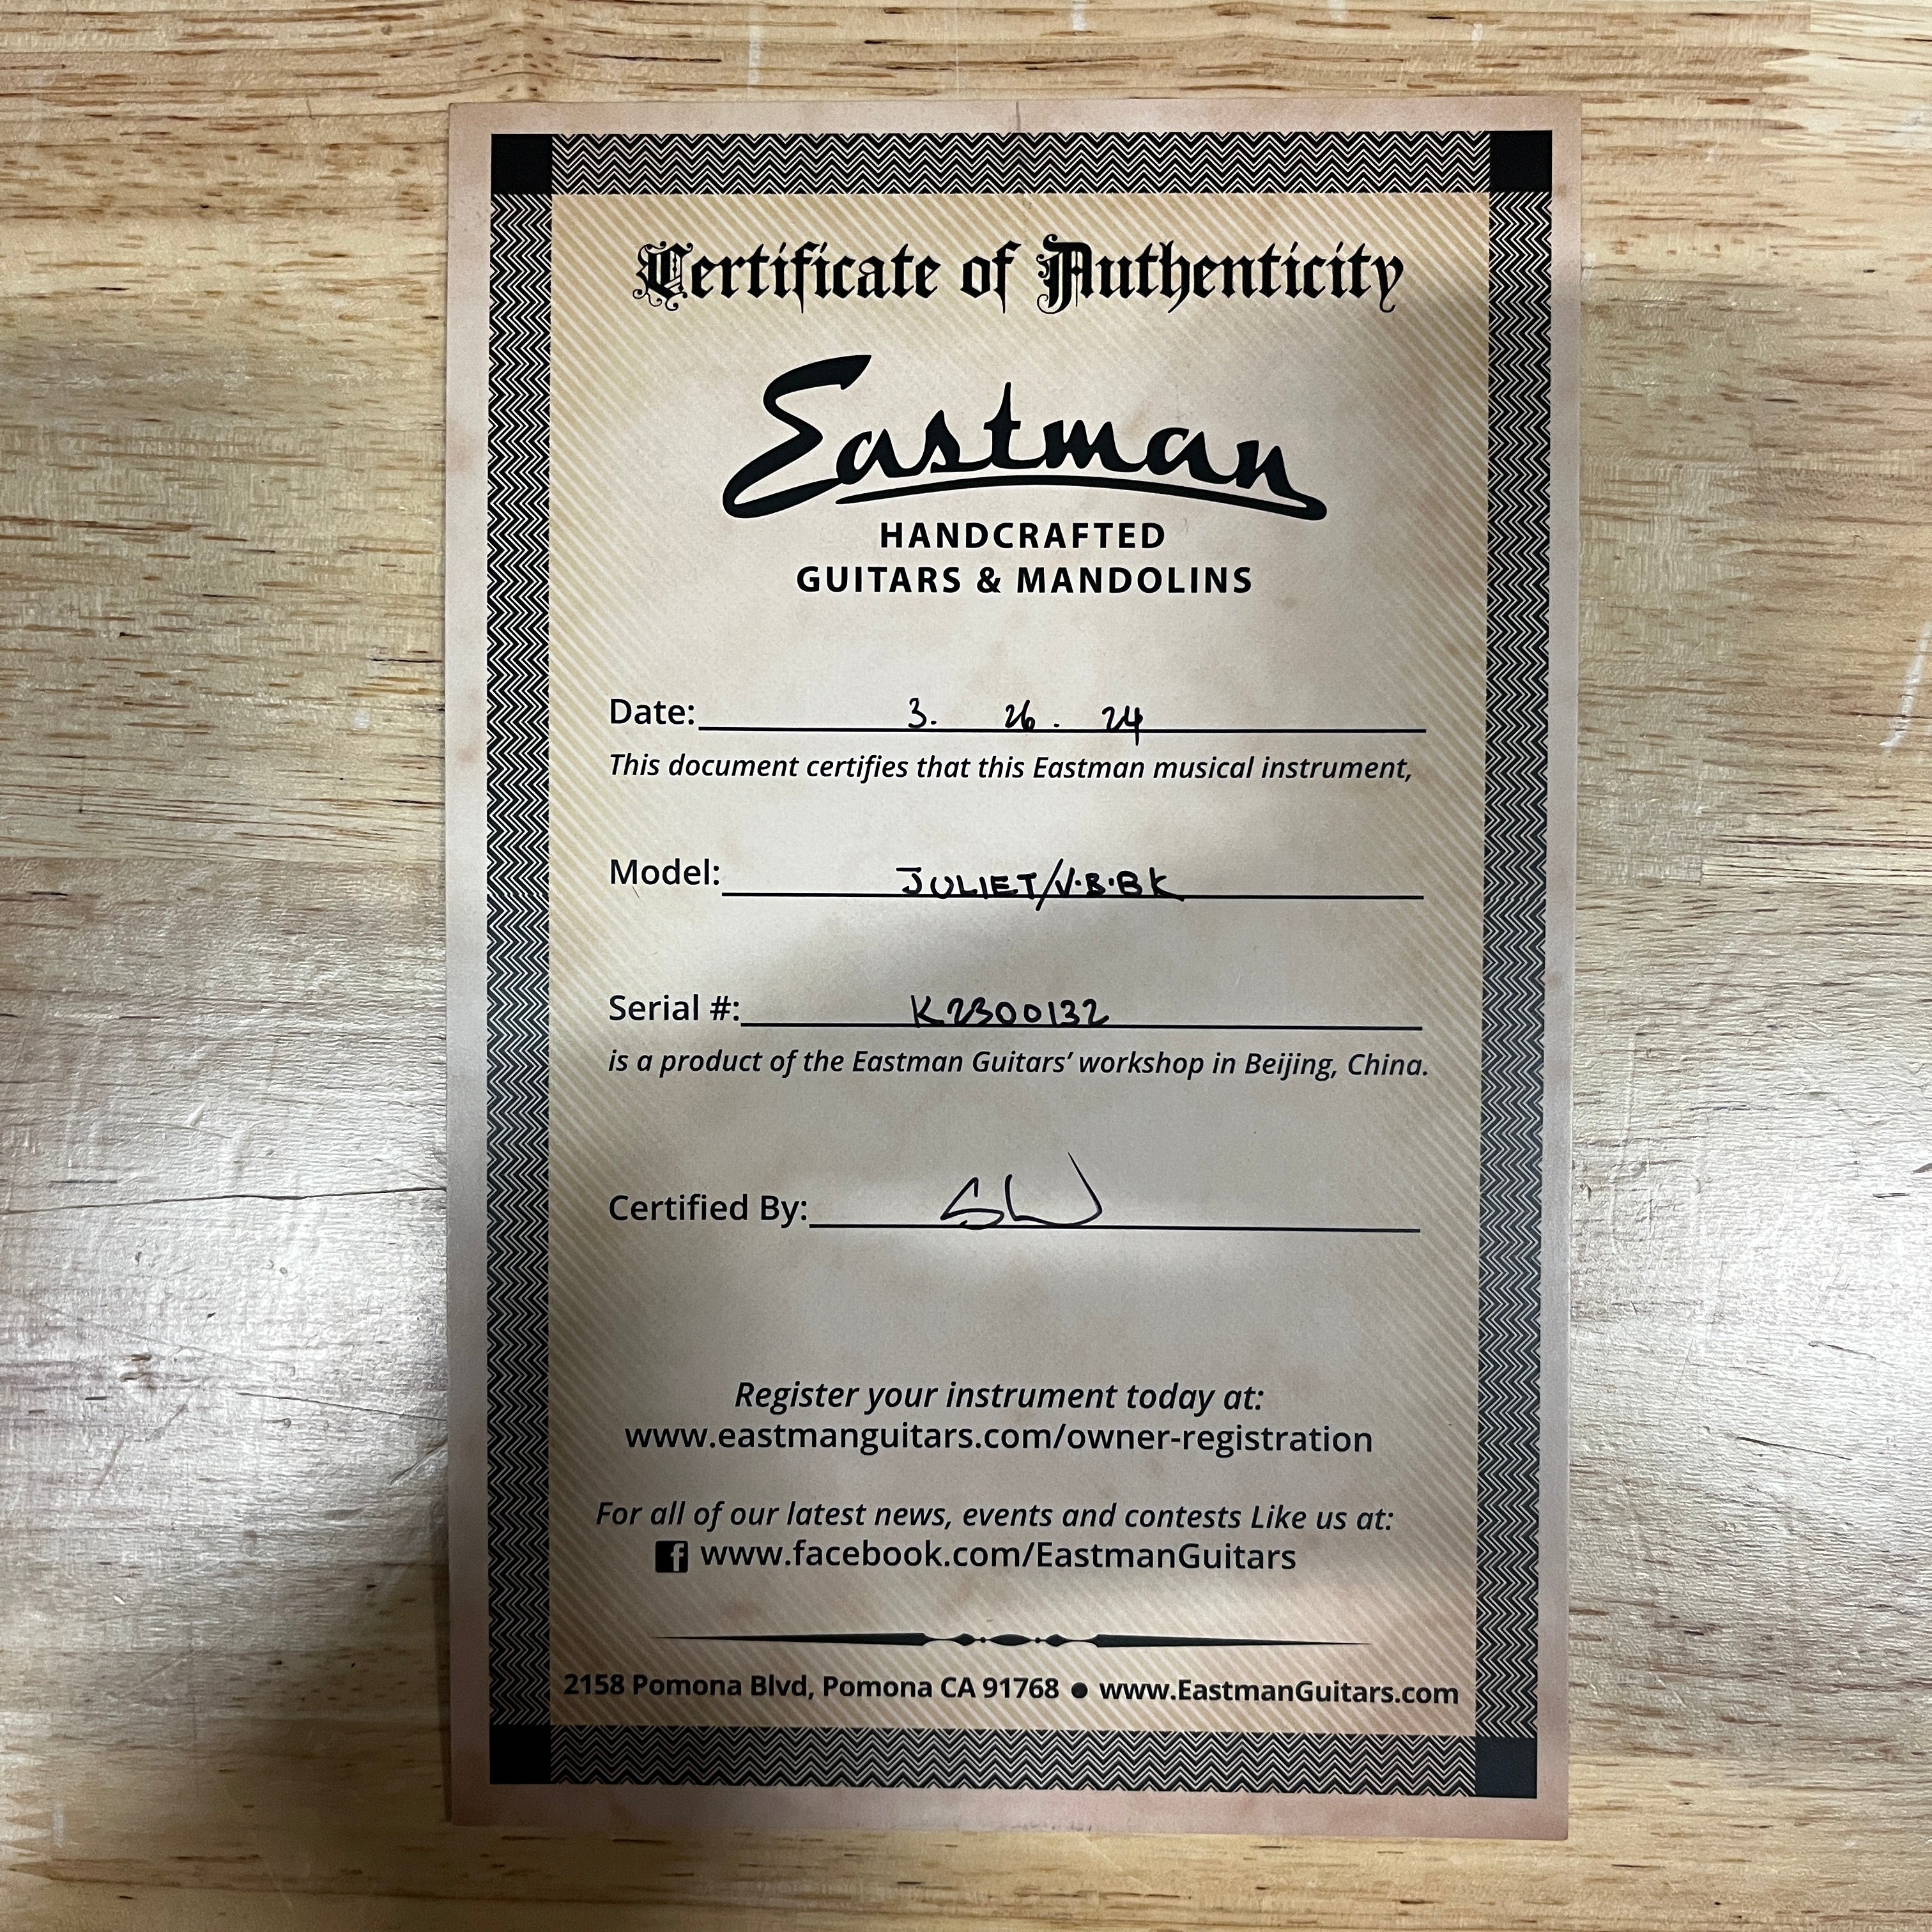 Certificate of Authenticity
Eastman
HANDCRAFTED
GUITARS & MANDOLINS
Date: 3. 26. 24
This document certifies that this Eastman musical instrument,
Model: JULIET/V.B.BK
Serial #: K2300132
is a product of the Eastman Guitars’ workshop in Beijing, China.
Certified By:
Register your instrument today at:
www.eastmanguitars.com/owner-registration
For all of our latest news, events and contests Like us at:
f www.facebook.com/EastmanGuitars
2158 Pomona Blvd, Pomona CA 91768 ● www.EastmanGuitars.com